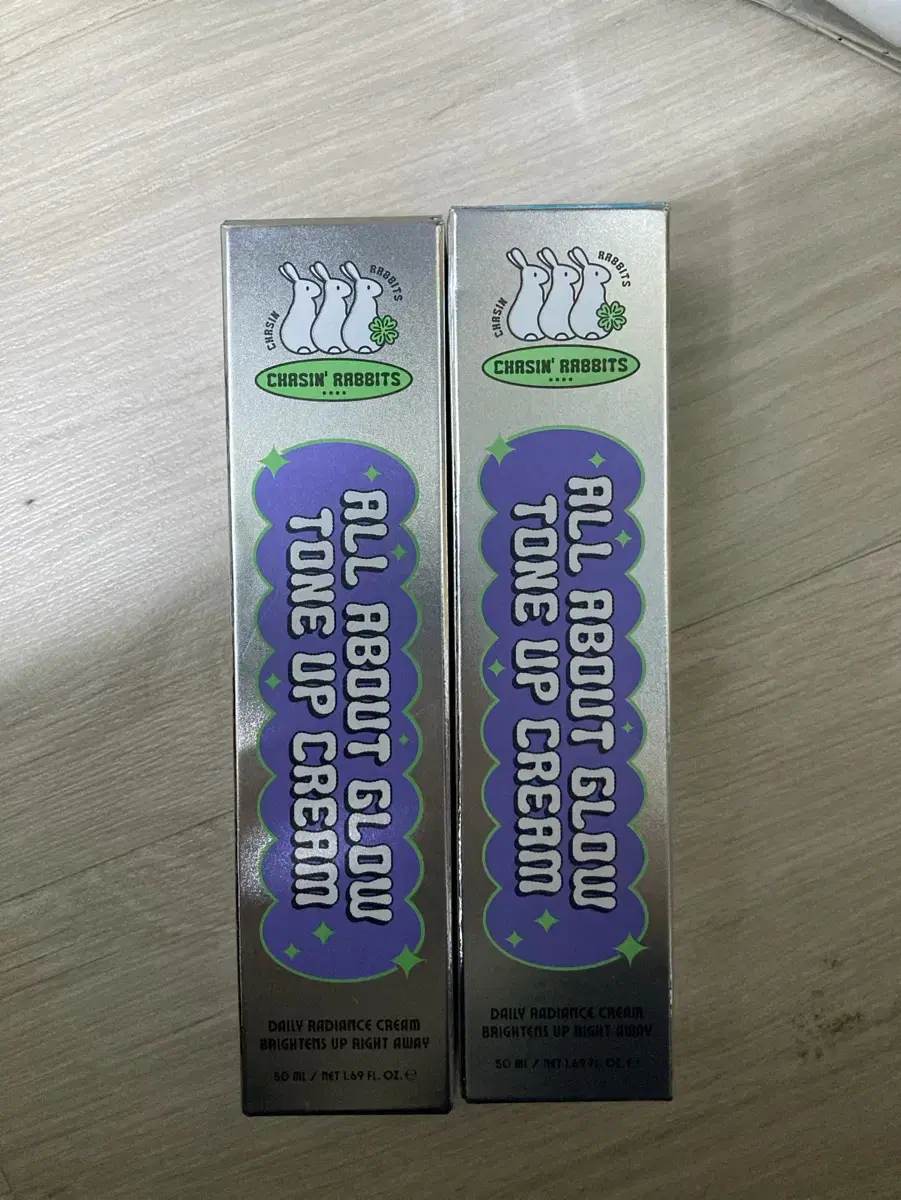 CHASIN
RABBITS
CHASIN' RABBITS
ALL ABOUT GLOW
TONE UP CREAM
DAILY RADIANCE CREAM
BRIGHTENS UP RIGHT AWAY
50 ML / NET 1.69 FL. OZ. ℮
CHASIN
RABBITS
CHASIN' RABBITS
ALL ABOUT GLOW
TONE UP CREAM
DAILY RADIANCE CREAM
BRIGHTENS UP RIGHT AWAY
50 ML / NET 1.69 FL. OZ. ℮